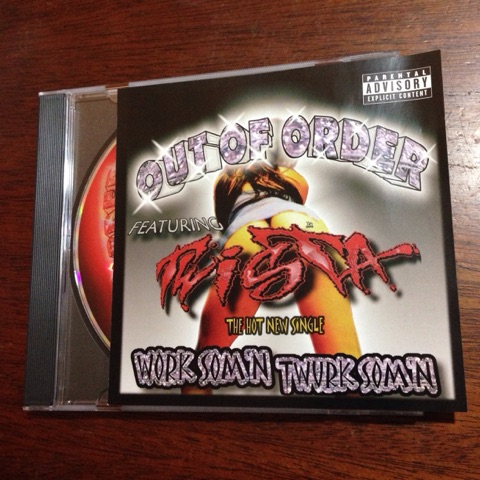 PARENTAL
ADVISORY
EXPLICIT CONTENT
OUT OF ORDER
FEATURING
TWISTA
THE HOT NEW SINGLE
WORK SOM'N TWURK SOM'N